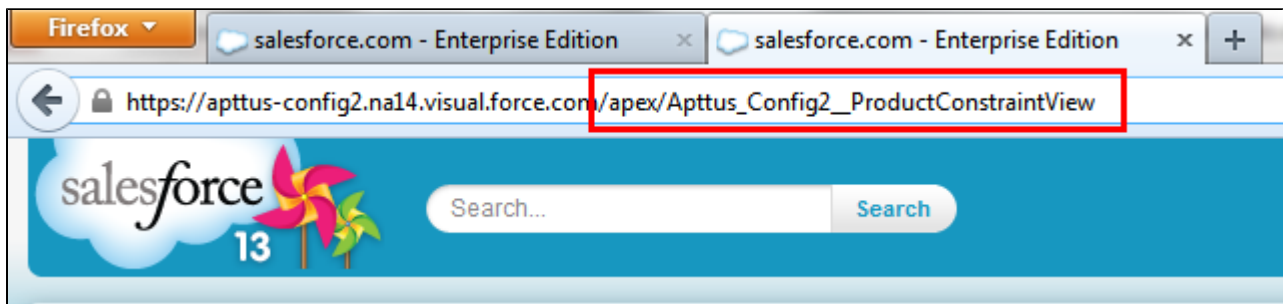 Firefox
salesforce.com - Enterprise Edition
salesforce.com - Enterprise Edition
https://apttus-config2.na14.visual.force.com/apex/Apttus_Config2__ProductConstraintView
salesforce
13
Search...
Search